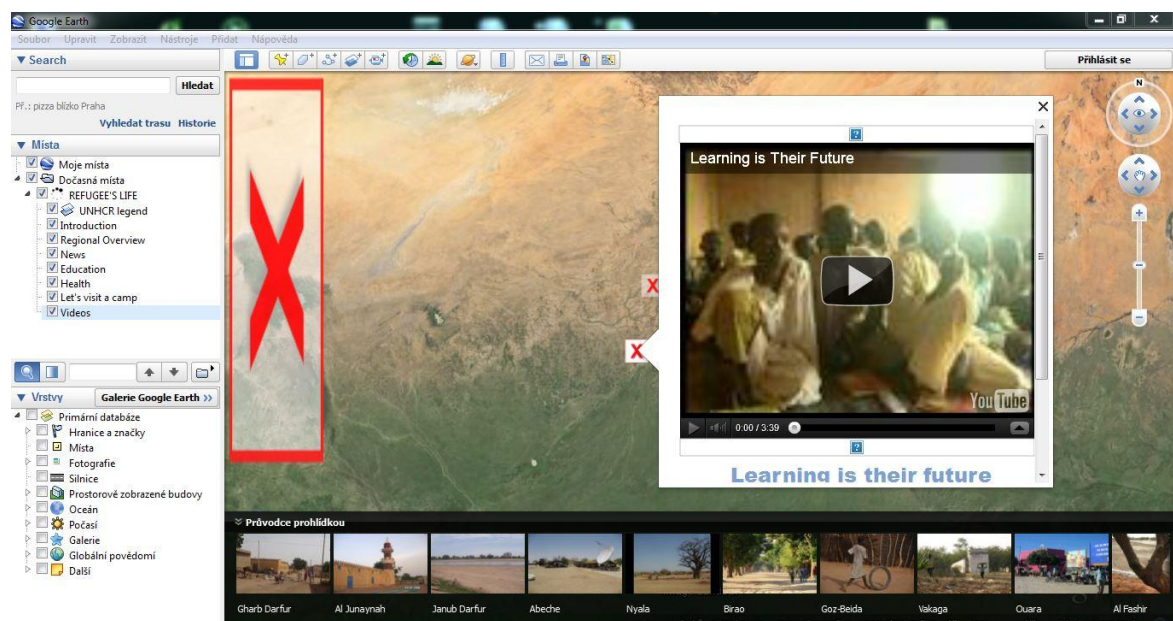 Google Earth
Soubor Upravit Zobrazit Nástroje Přidat Nápověda
Search
Hledat
Př.: pizza blízko Praha
Vyhledat trasu Historie
Místa
Moje místa
Dočasná místa
REFUGEE'S LIFE
UNHCR legend
Introduction
Regional Overview
News
Education
Health
Let's visit a camp
Videos
Vrstvy Galerie Google Earth >>
Primární databáze
Hranice a značky
Místa
Fotografie
Silnice
Prostorově zobrazené budovy
Oceán
Počasí
Galerie
Globální povědomí
Další
Přihlásit se
N
X
X
X
Learning is Their Future
YouTube
0:00 / 3:39
Learning is their future
Průvodce prohlídkou
Gharb Darfur Al Junaynah Janub Darfur Abeche Nyala Birao Goz-Beida Vakaga Ouara Al Fashir